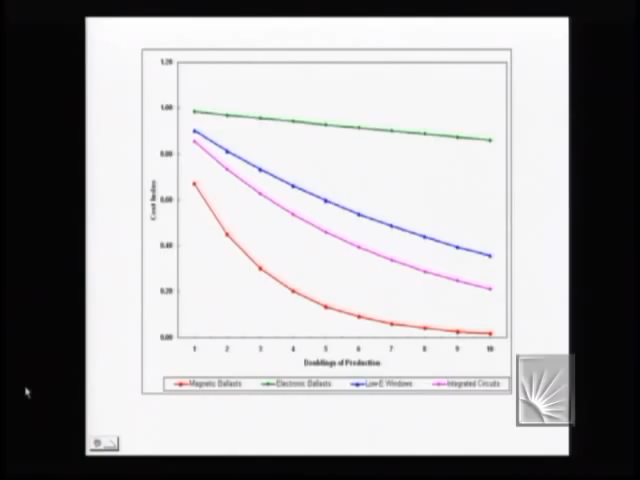 1.20
1.00
0.80
0.60
0.40
0.20
0.00
Cost Index
1 2 3 4 5 6 7 8 9 10
Doublings of Production
Magnetic Ballasts Electronic Ballasts Low-E Windows Integrated Circuits